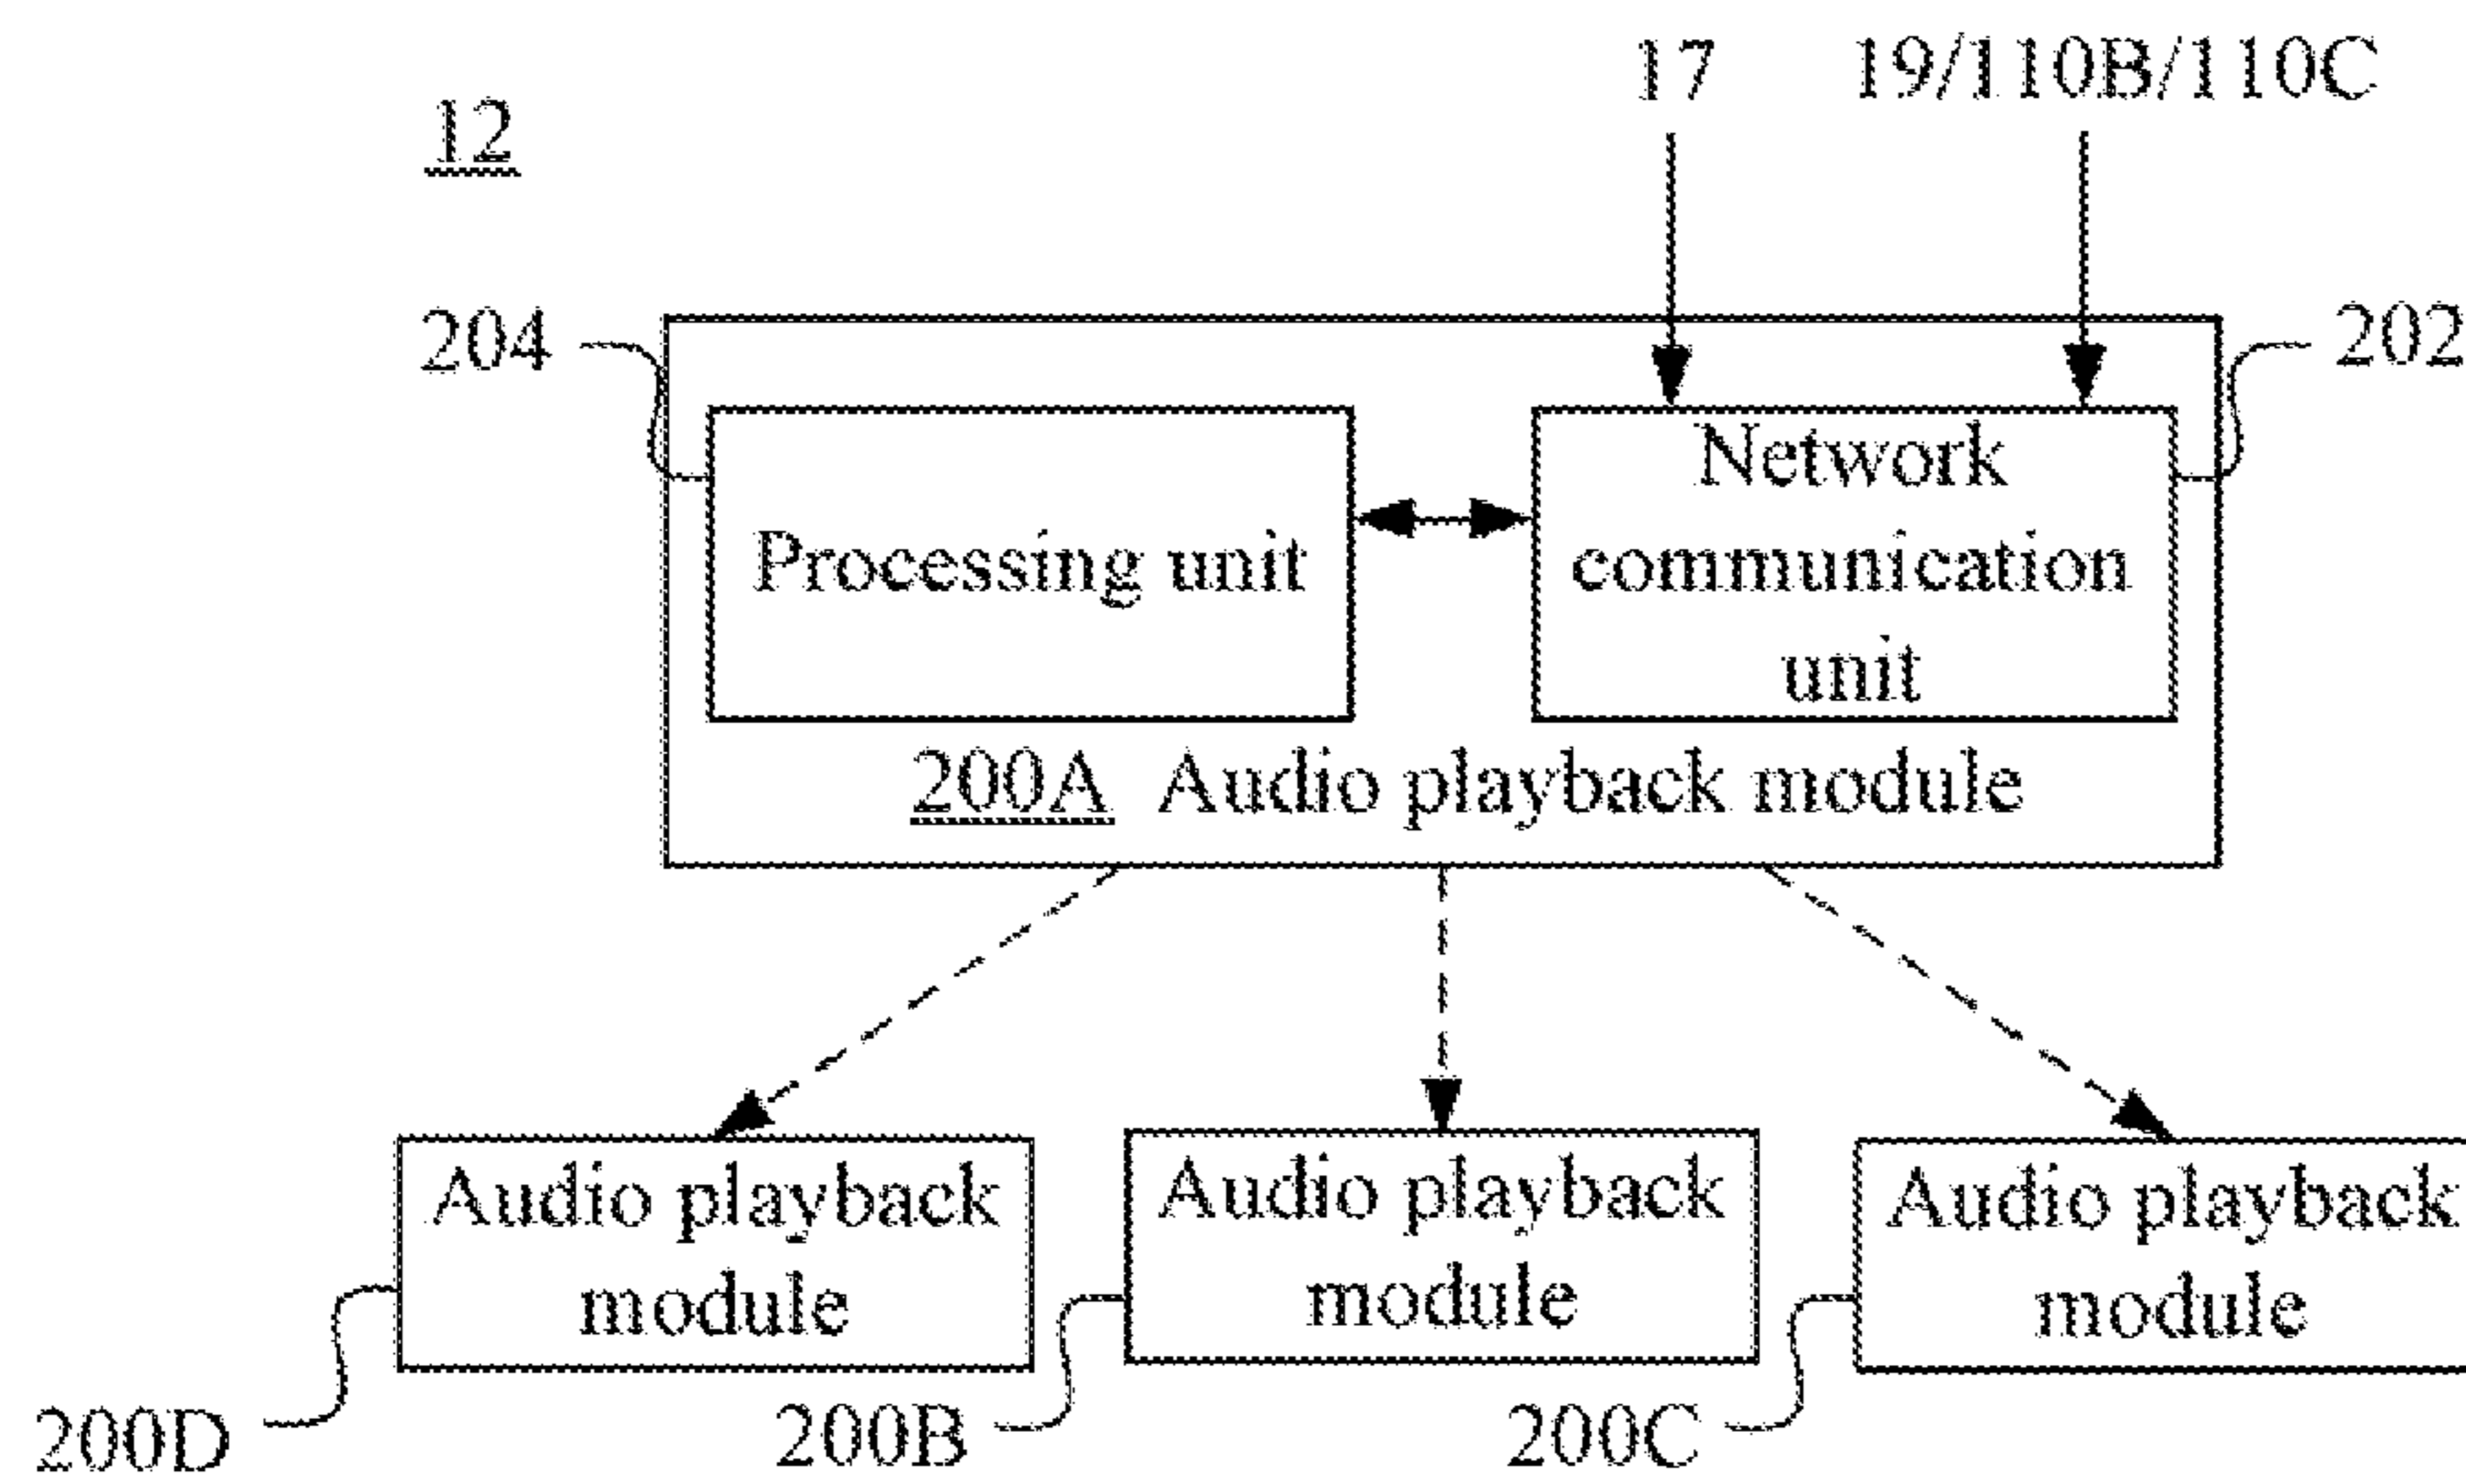 17 19/110B/110C
12
204
202
Network
communication
unit
Processing unit
200A Audio playback module
Audio playback
module
Audio playback
module
Audio playback
module
200D
200B
200C